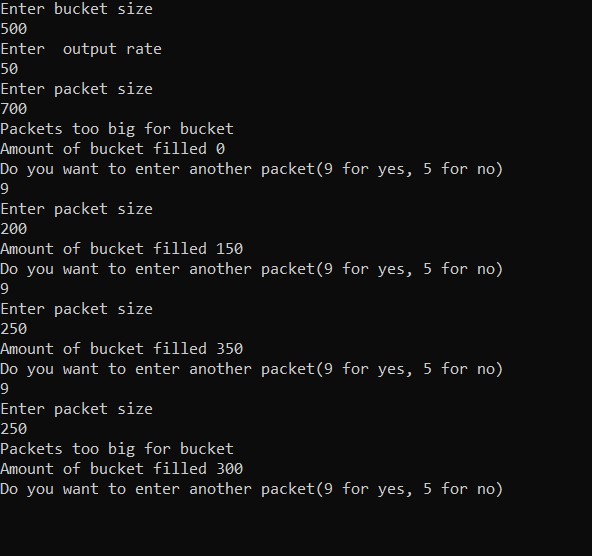 Enter bucket size
500
Enter  output rate
50
Enter packet size
700
Packets too big for bucket
Amount of bucket filled 0
Do you want to enter another packet(9 for yes, 5 for no)
9
Enter packet size
200
Amount of bucket filled 150
Do you want to enter another packet(9 for yes, 5 for no)
9
Enter packet size
250
Amount of bucket filled 350
Do you want to enter another packet(9 for yes, 5 for no)
9
Enter packet size
250
Packets too big for bucket
Amount of bucket filled 300
Do you want to enter another packet(9 for yes, 5 for no)